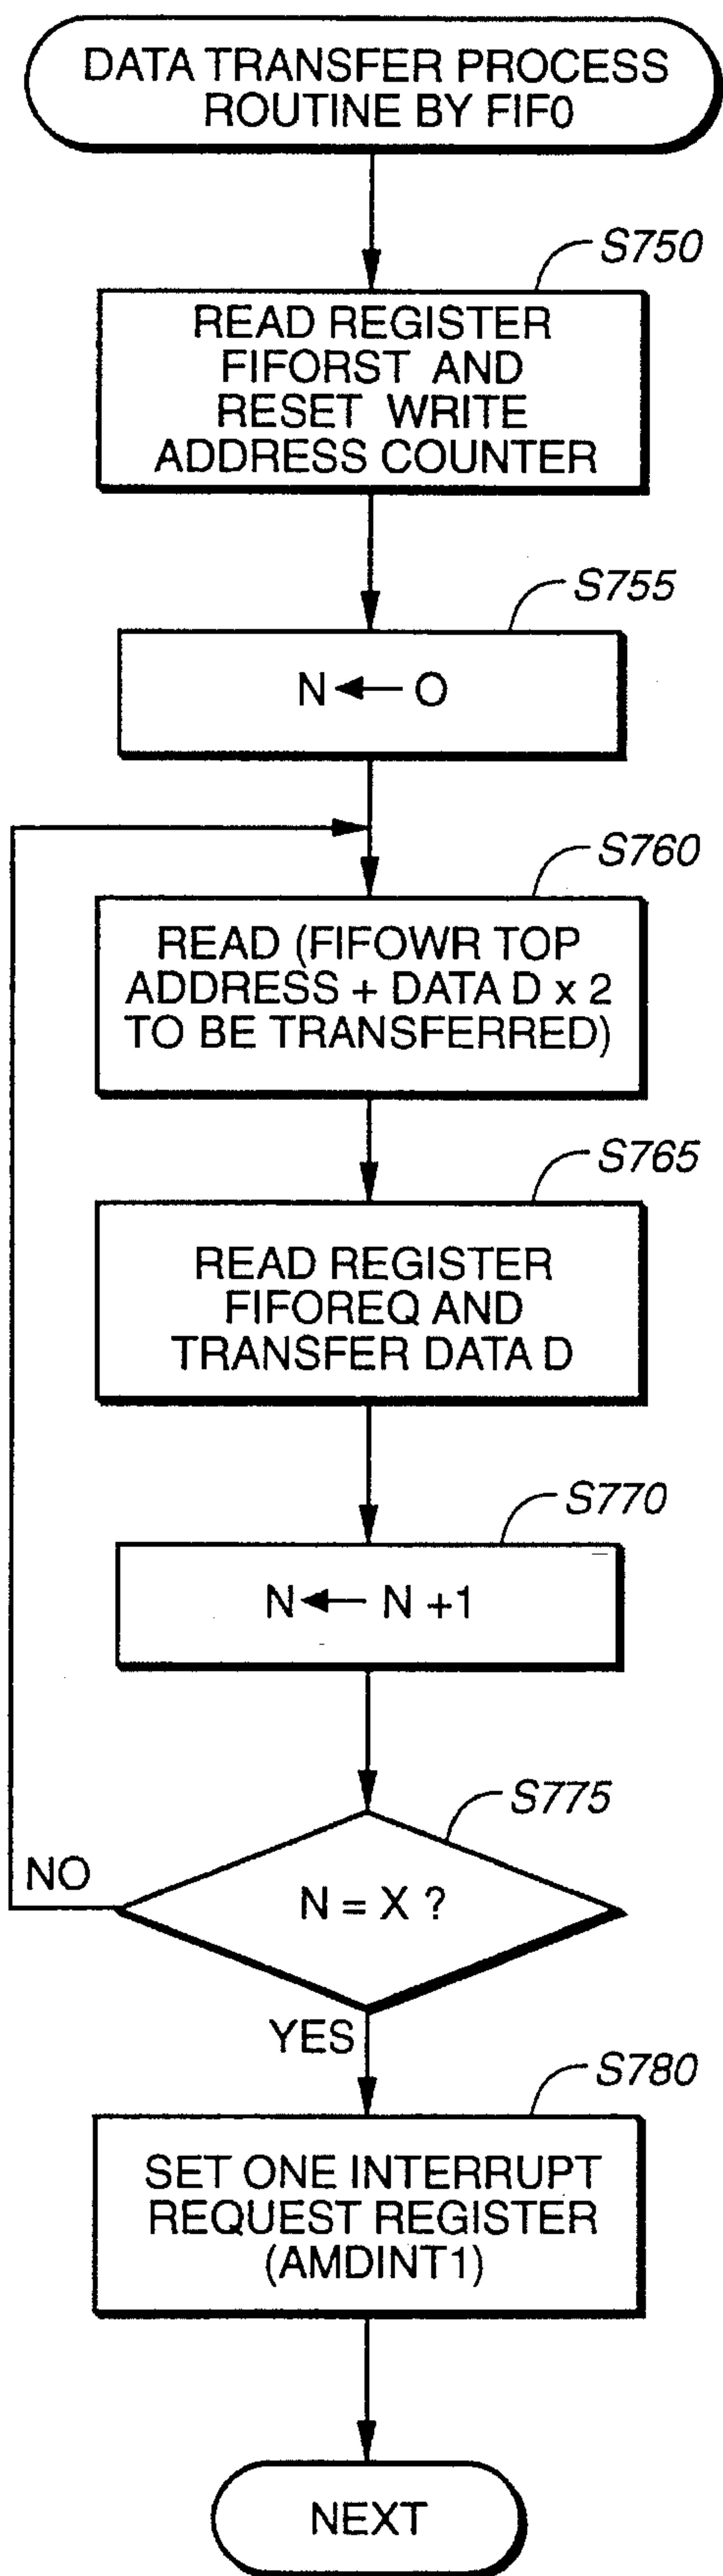 DATA TRANSFER PROCESS
ROUTINE BY FIFO
S750
READ REGISTER
FIFORST AND
RESET WRITE
ADDRESS COUNTER
S755
N ← O
S760
READ (FIFOWR TOP
ADDRESS + DATA D x 2
TO BE TRANSFERRED)
S765
READ REGISTER
FIFOREQ AND
TRANSFER DATA D
S770
N ← N +1
S775
N = X ?
NO
YES
S780
SET ONE INTERRUPT
REQUEST REGISTER
(AMDINT1)
NEXT